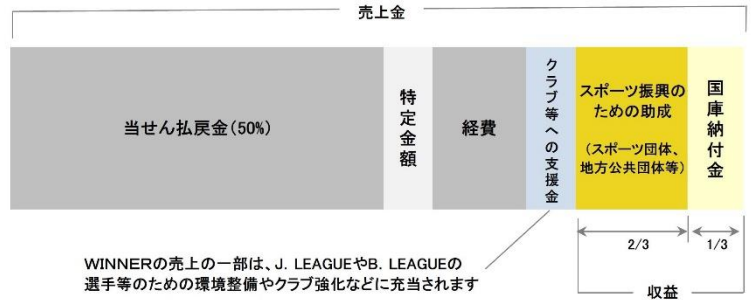 売上金
当せん払戻金(50%)
特定金額
経費
クラブ等への支援金
スポーツ振興の
ための助成
(スポーツ団体、
地方公共団体等)
国庫納付金
2/3
1/3
収益
WINNERの売上の一部は、J. LEAGUEやB. LEAGUEの
選手等のための環境整備やクラブ強化などに充当されます